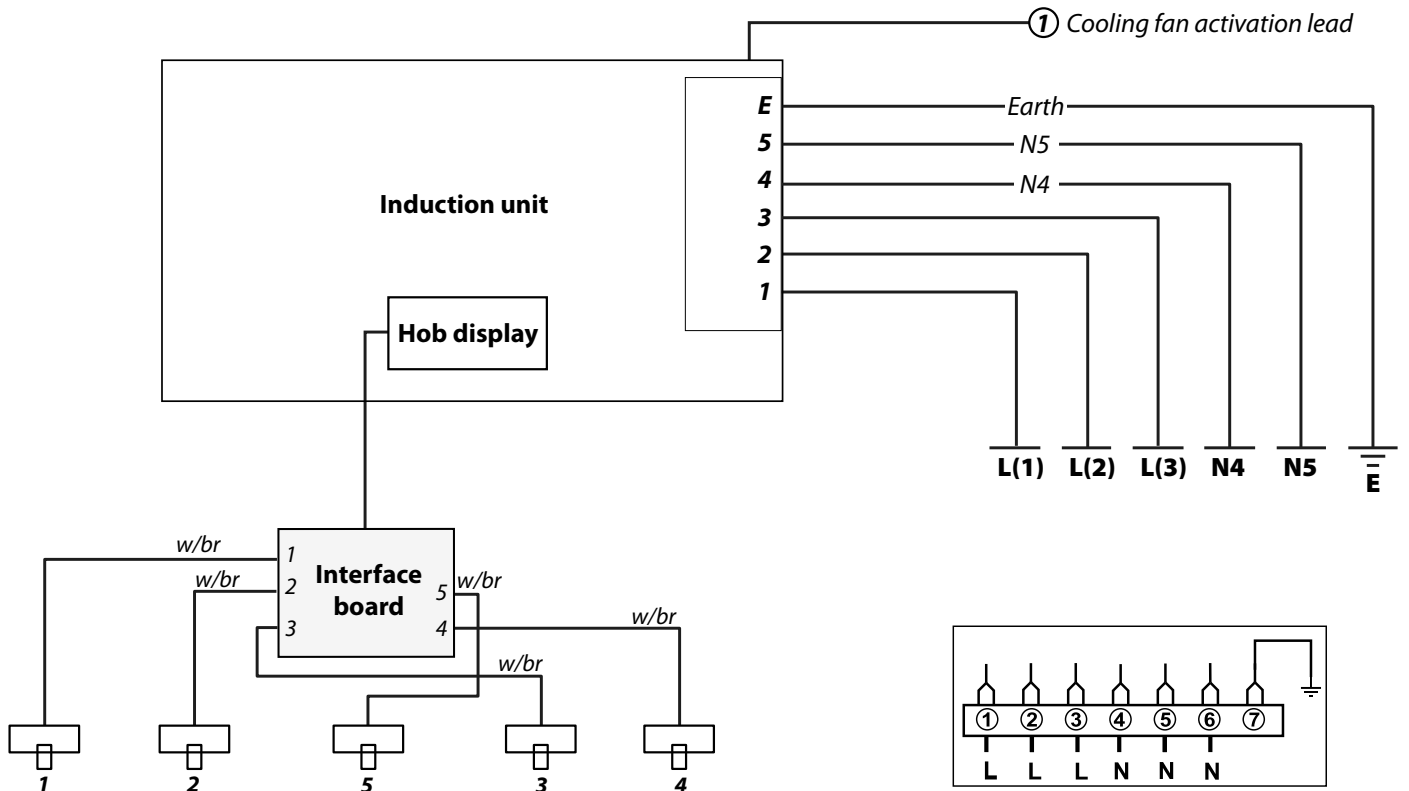 ① Cooling fan activation lead
E
Earth
5
N5
4
N4
Induction unit
3
2
1
Hob display
L(1) L(2) L(3) N4 N5 E
w/br
1
w/br
2
Interface
board
5 w/br
3
4
w/br
w/br
① ② ③ ④ ⑤ ⑥ ⑦
L L L N N N
1 2 5 3 4